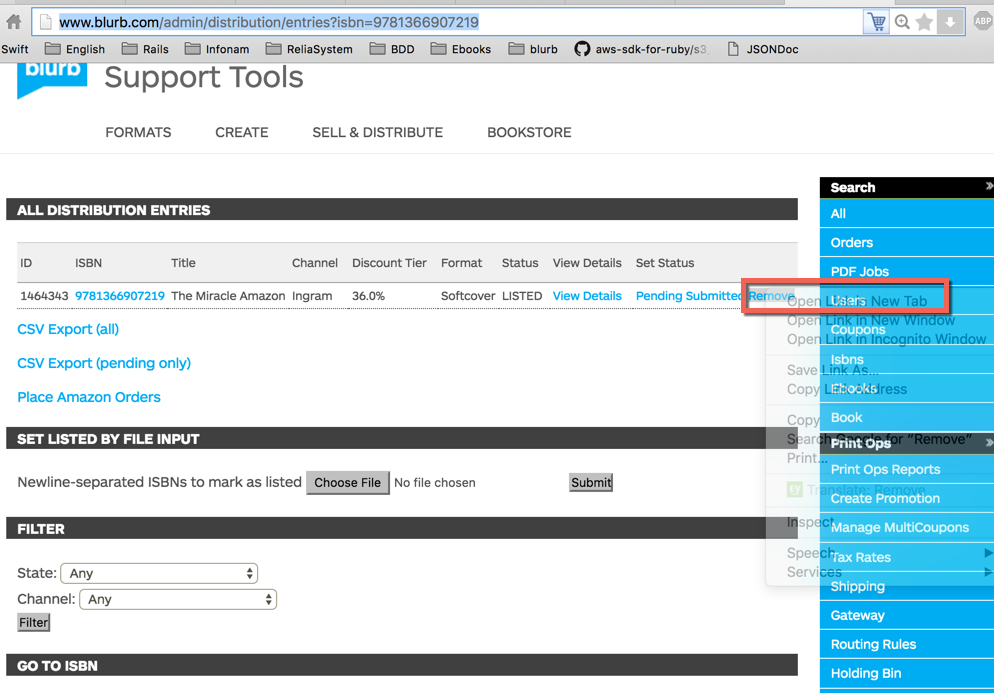 www.blurb.com/admin/distribution/entries?isbn=9781366907219
ABP
Swift English Rails Infonam ReliaSystem BDD Ebooks blurb aws-sdk-for-ruby/s3 JSONDoc
blurb
Support Tools
FORMATS CREATE SELL & DISTRIBUTE BOOKSTORE
ALL DISTRIBUTION ENTRIES
ID ISBN Title Channel Discount Tier Format Status View Details Set Status
1464343 9781366907219 The Miracle Amazon Ingram 36.0% Softcover LISTED View Details Pending Submitted Remove
CSV Export (all)
CSV Export (pending only)
Place Amazon Orders
SET LISTED BY FILE INPUT
Newline-separated ISBNs to mark as listed Choose File No file chosen Submit
FILTER
State: Any
Channel: Any
Filter
GO TO ISBN
Search »
All
Orders
PDF Jobs
Users
Coupons
Isbns
Ebooks
Book
Print Ops »
Print Ops Reports
Create Promotion
Manage MultiCoupons
Tax Rates
Shipping
Gateway
Routing Rules
Holding Bin
Open Link in New Tab
Open Link in New Window
Open Link in Incognito Window
Save Link As...
Copy Link Address
Copy
Search Google for “Remove”
Print...
Translate: Remove
Inspect
Speech
Services